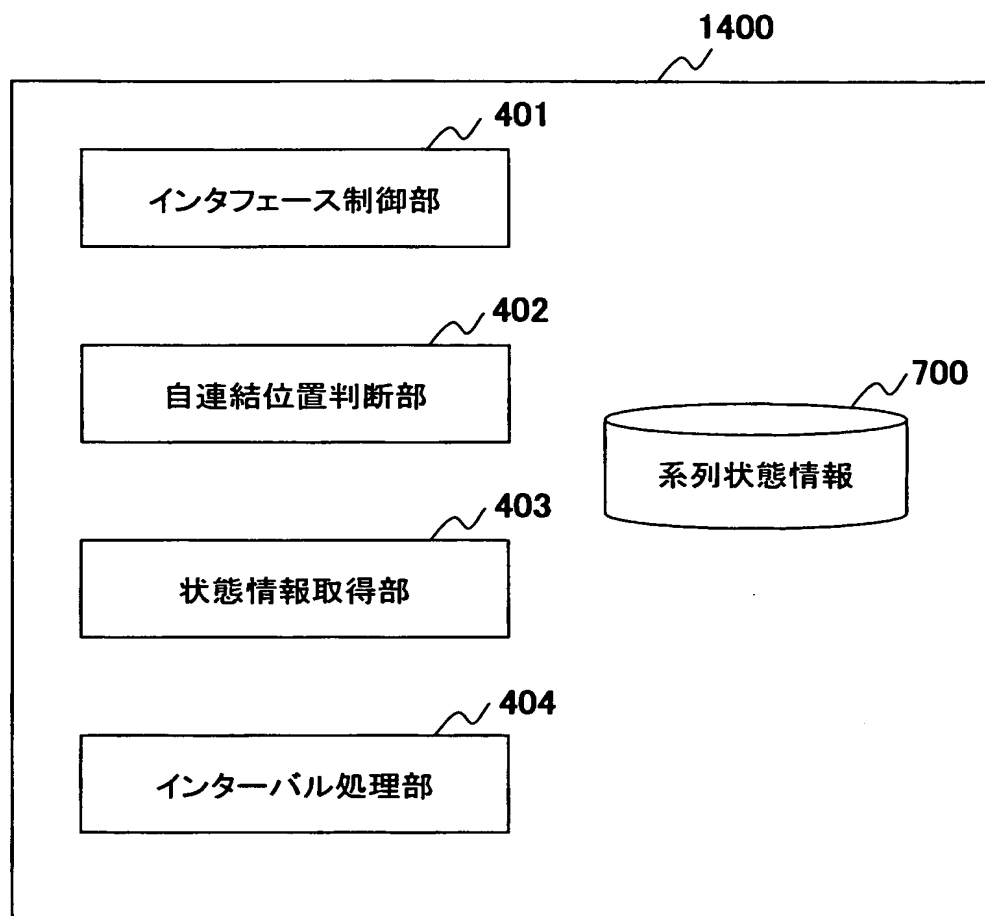 1400
401
インタフェース制御部
402
自連結位置判断部
700
系列状態情報
403
状態情報取得部
404
インターバル処理部